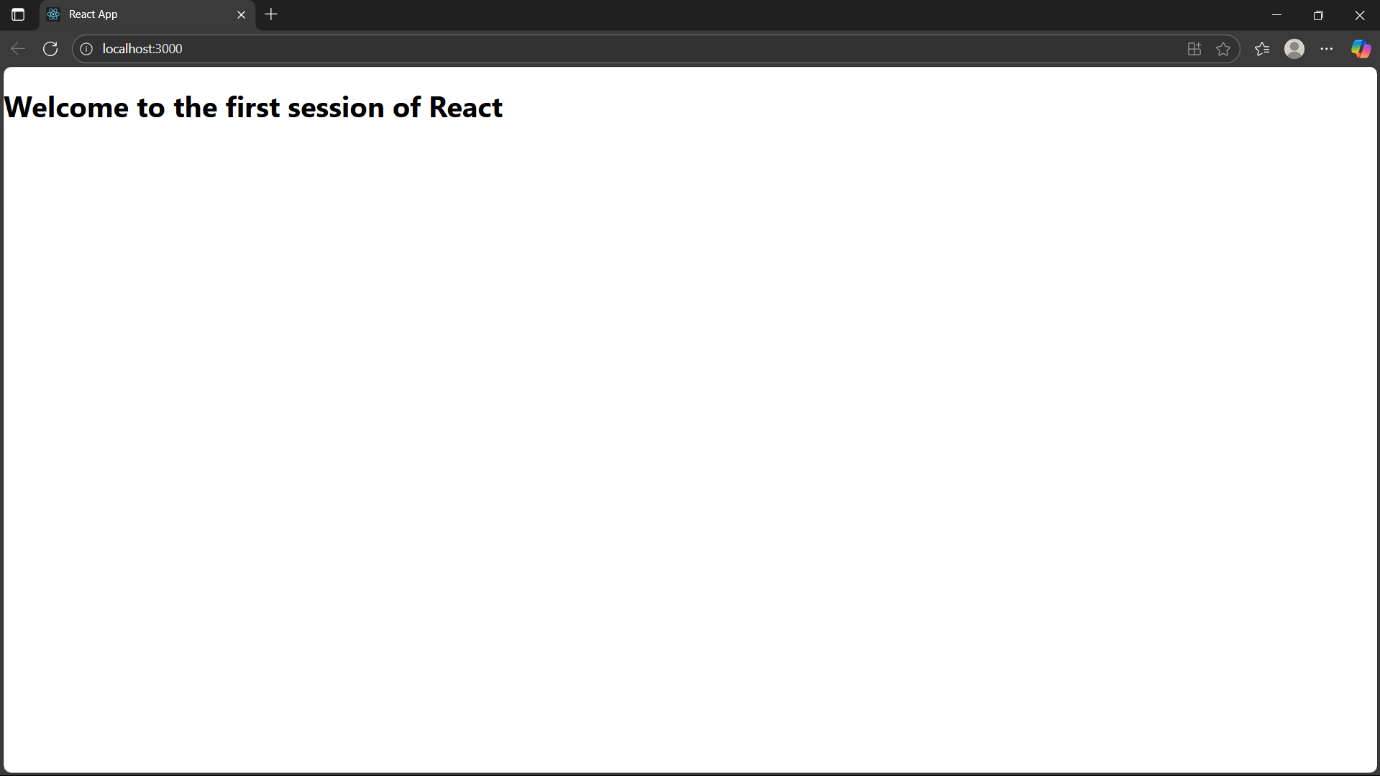 React App
localhost:3000
Welcome to the first session of React